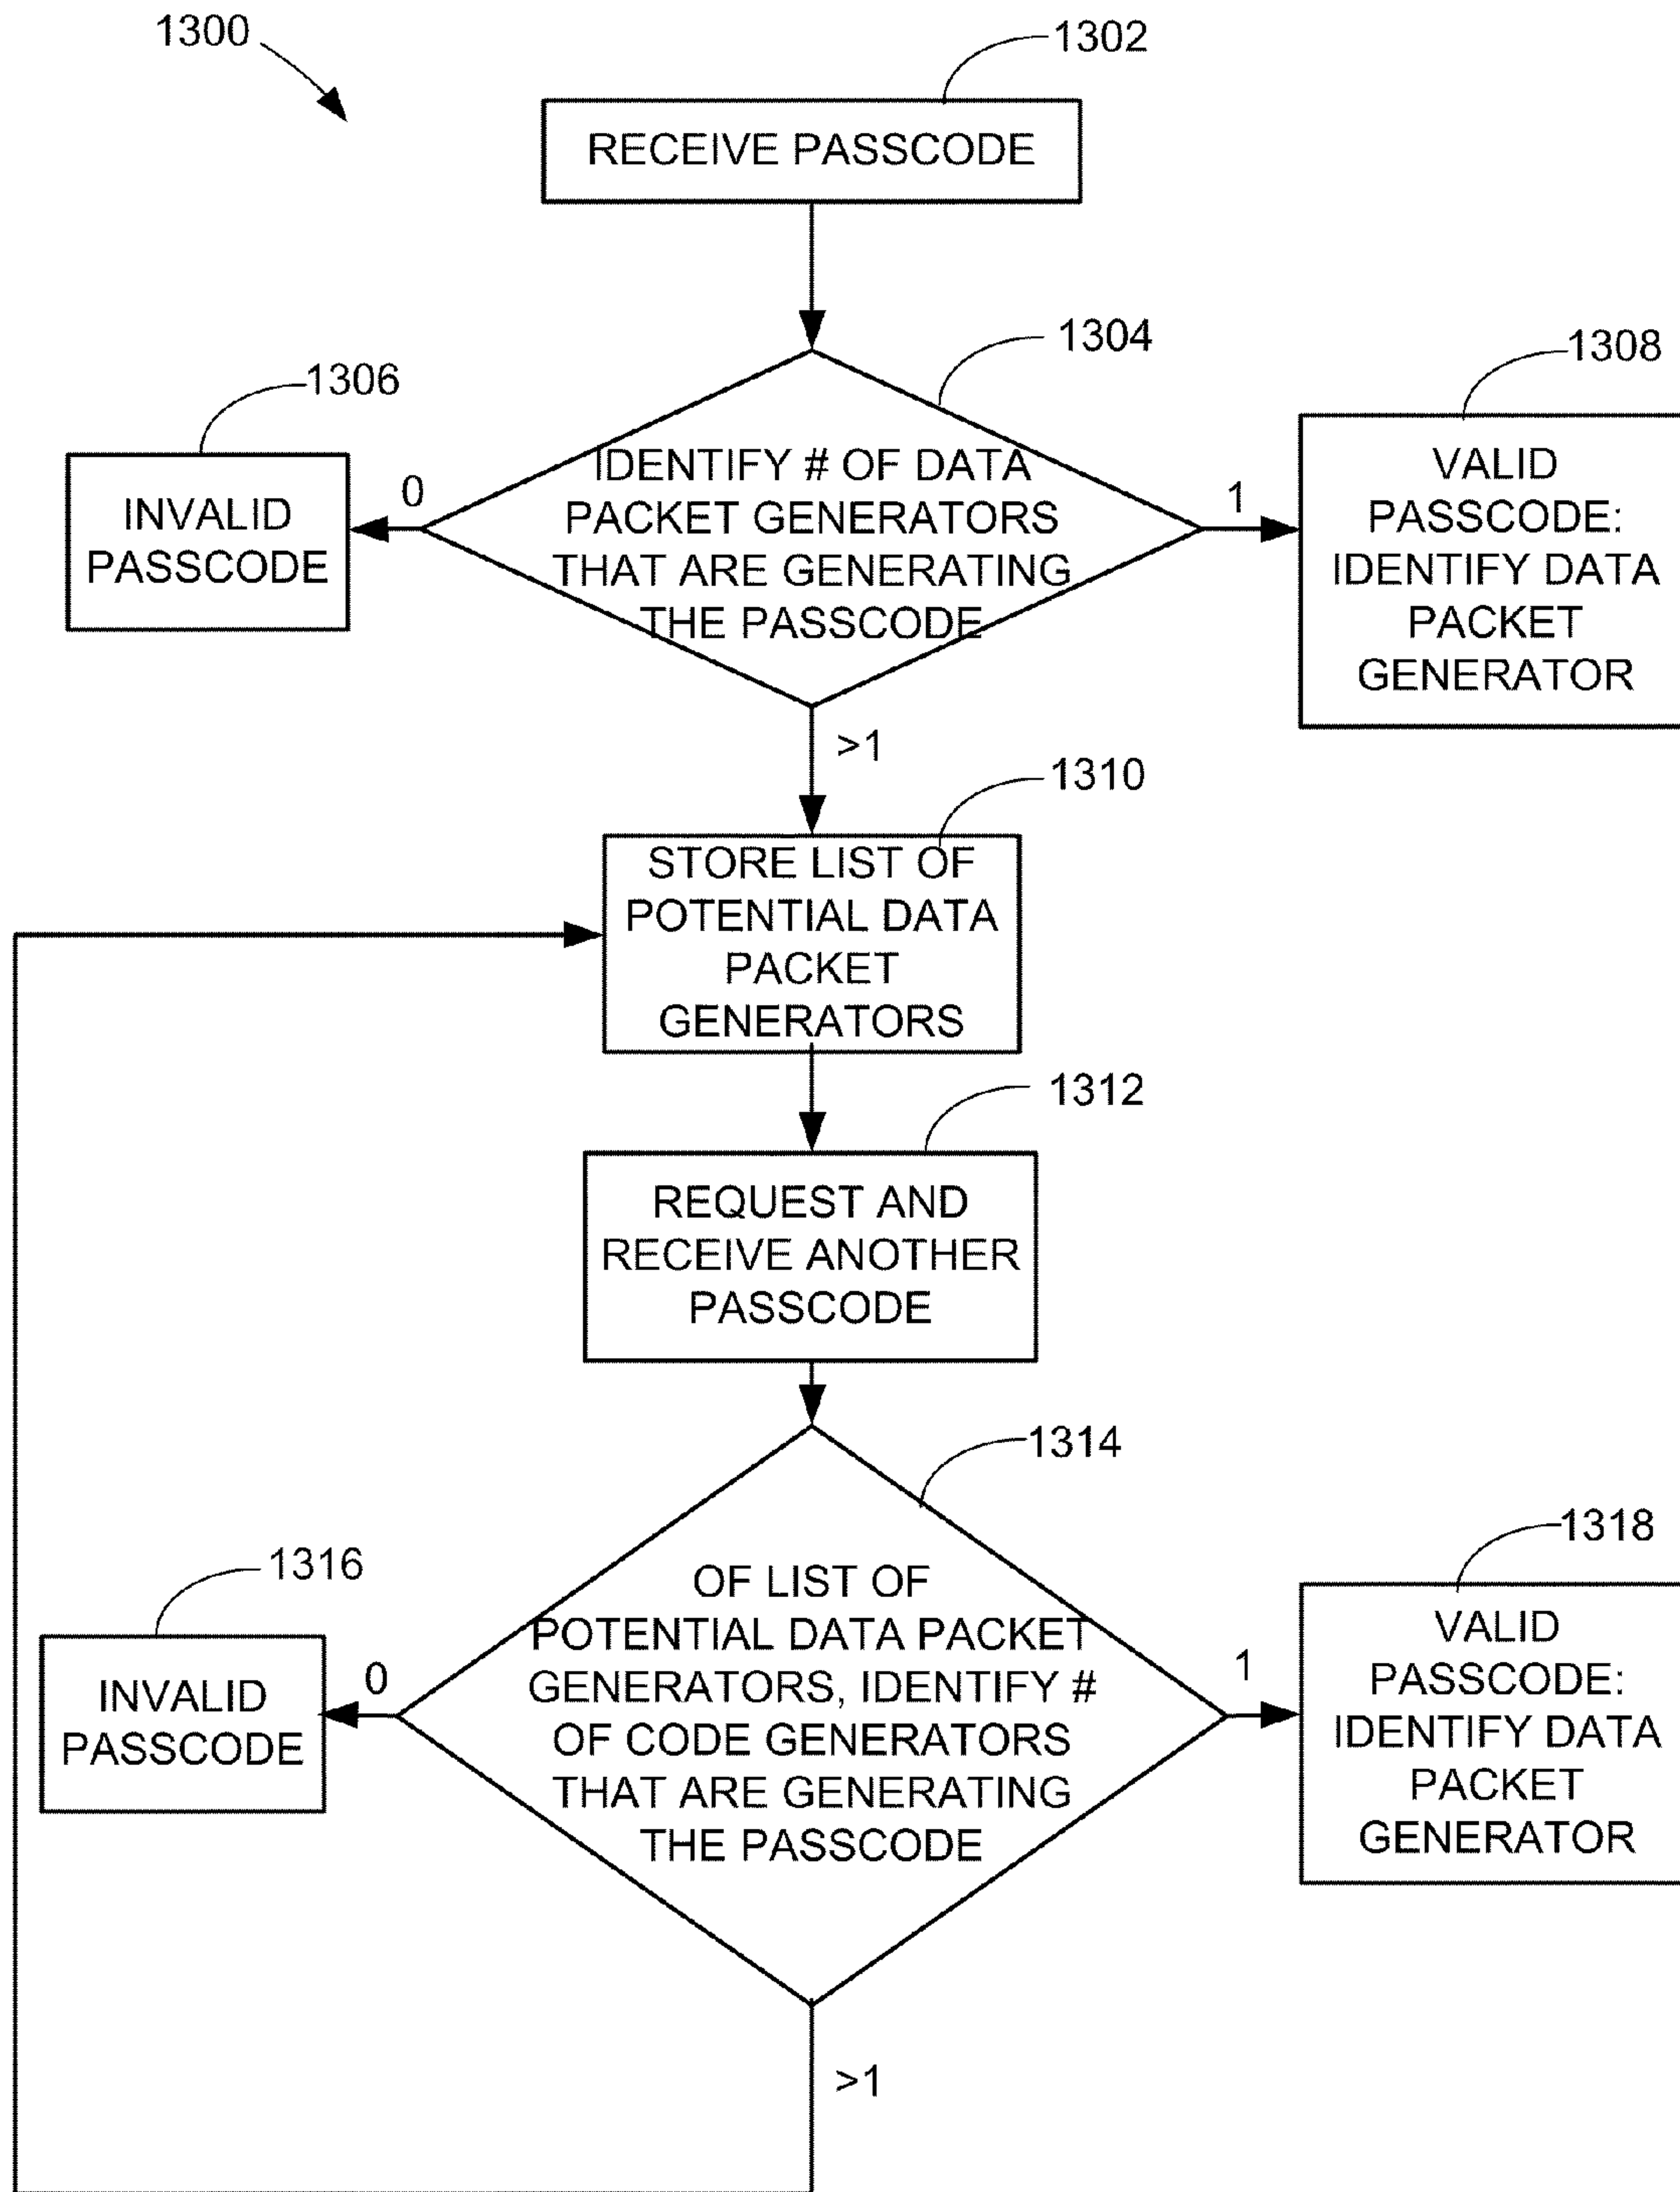 1300
1302
RECEIVE PASSCODE
1304
1306
1308
INVALID
PASSCODE
0
IDENTIFY # OF DATA
PACKET GENERATORS
THAT ARE GENERATING
THE PASSCODE
1
VALID
PASSCODE:
IDENTIFY DATA
PACKET
GENERATOR
>1
1310
STORE LIST OF
POTENTIAL DATA
PACKET
GENERATORS
1312
REQUEST AND
RECEIVE ANOTHER
PASSCODE
1314
1316
1318
INVALID
PASSCODE
0
OF LIST OF
POTENTIAL DATA PACKET
GENERATORS, IDENTIFY #
OF CODE GENERATORS
THAT ARE GENERATING
THE PASSCODE
1
VALID
PASSCODE:
IDENTIFY DATA
PACKET
GENERATOR
>1